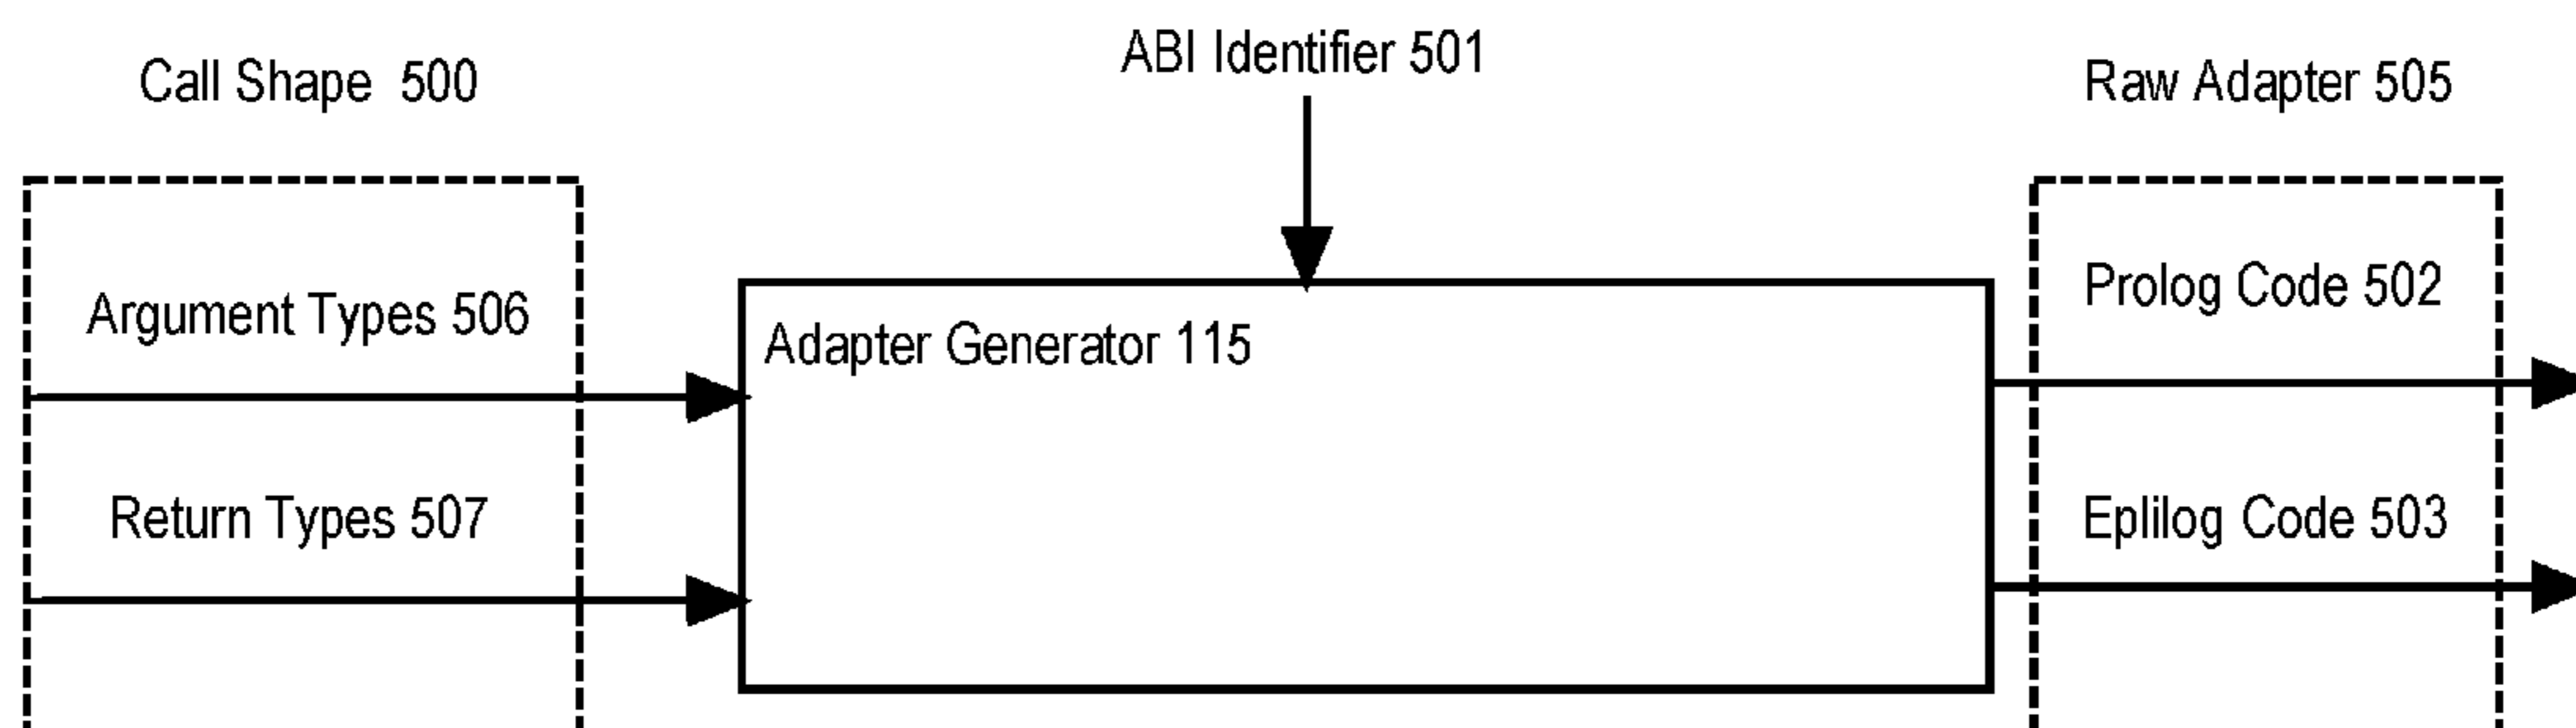 Call Shape 500
ABI Identifier 501
Raw Adapter 505
Argument Types 506
Adapter Generator 115
Prolog Code 502
Return Types 507
Eplilog Code 503